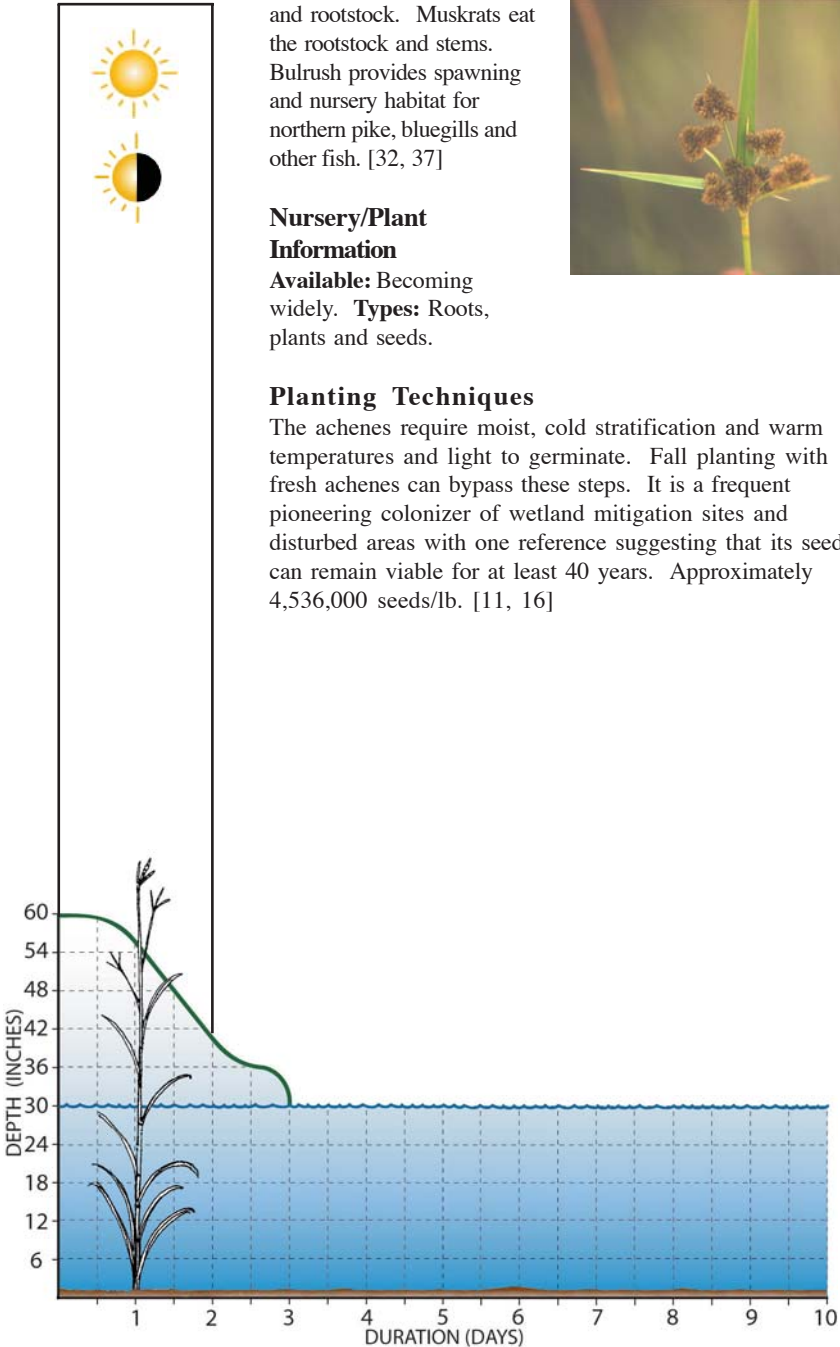 and rootstock. Muskrats eat
the rootstock and stems.
Bulrush provides spawning
and nursery habitat for
northern pike, bluegills and
other fish. [32, 37]
Nursery/Plant
Information
Available: Becoming
widely. Types: Roots,
plants and seeds.
Planting Techniques
The achenes require moist, cold stratification and warm
temperatures and light to germinate. Fall planting with
fresh achenes can bypass these steps. It is a frequent
pioneering colonizer of wetland mitigation sites and
disturbed areas with one reference suggesting that its seed
can remain viable for at least 40 years. Approximately
4,536,000 seeds/lb. [11, 16]
DEPTH (INCHES)
60
54
48
42
36
30
24
18
12
6
1 2 3 4 5 6 7 8 9 10
DURATION (DAYS)